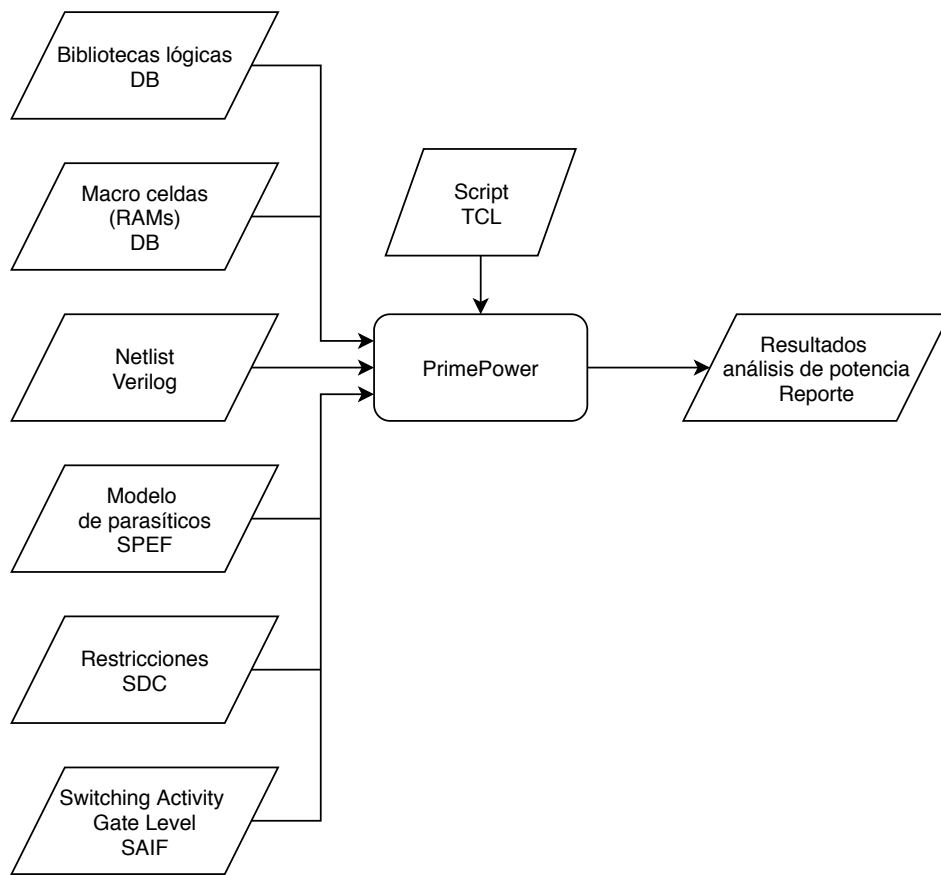 Bibliotecas lógicas
DB
Macro celdas
(RAMs)
DB
Script
TCL
Netlist
Verilog
PrimePower
Resultados
análisis de potencia
Reporte
Modelo
de parasíticos
SPEF
Restricciones
SDC
Switching Activity
Gate Level
SAIF